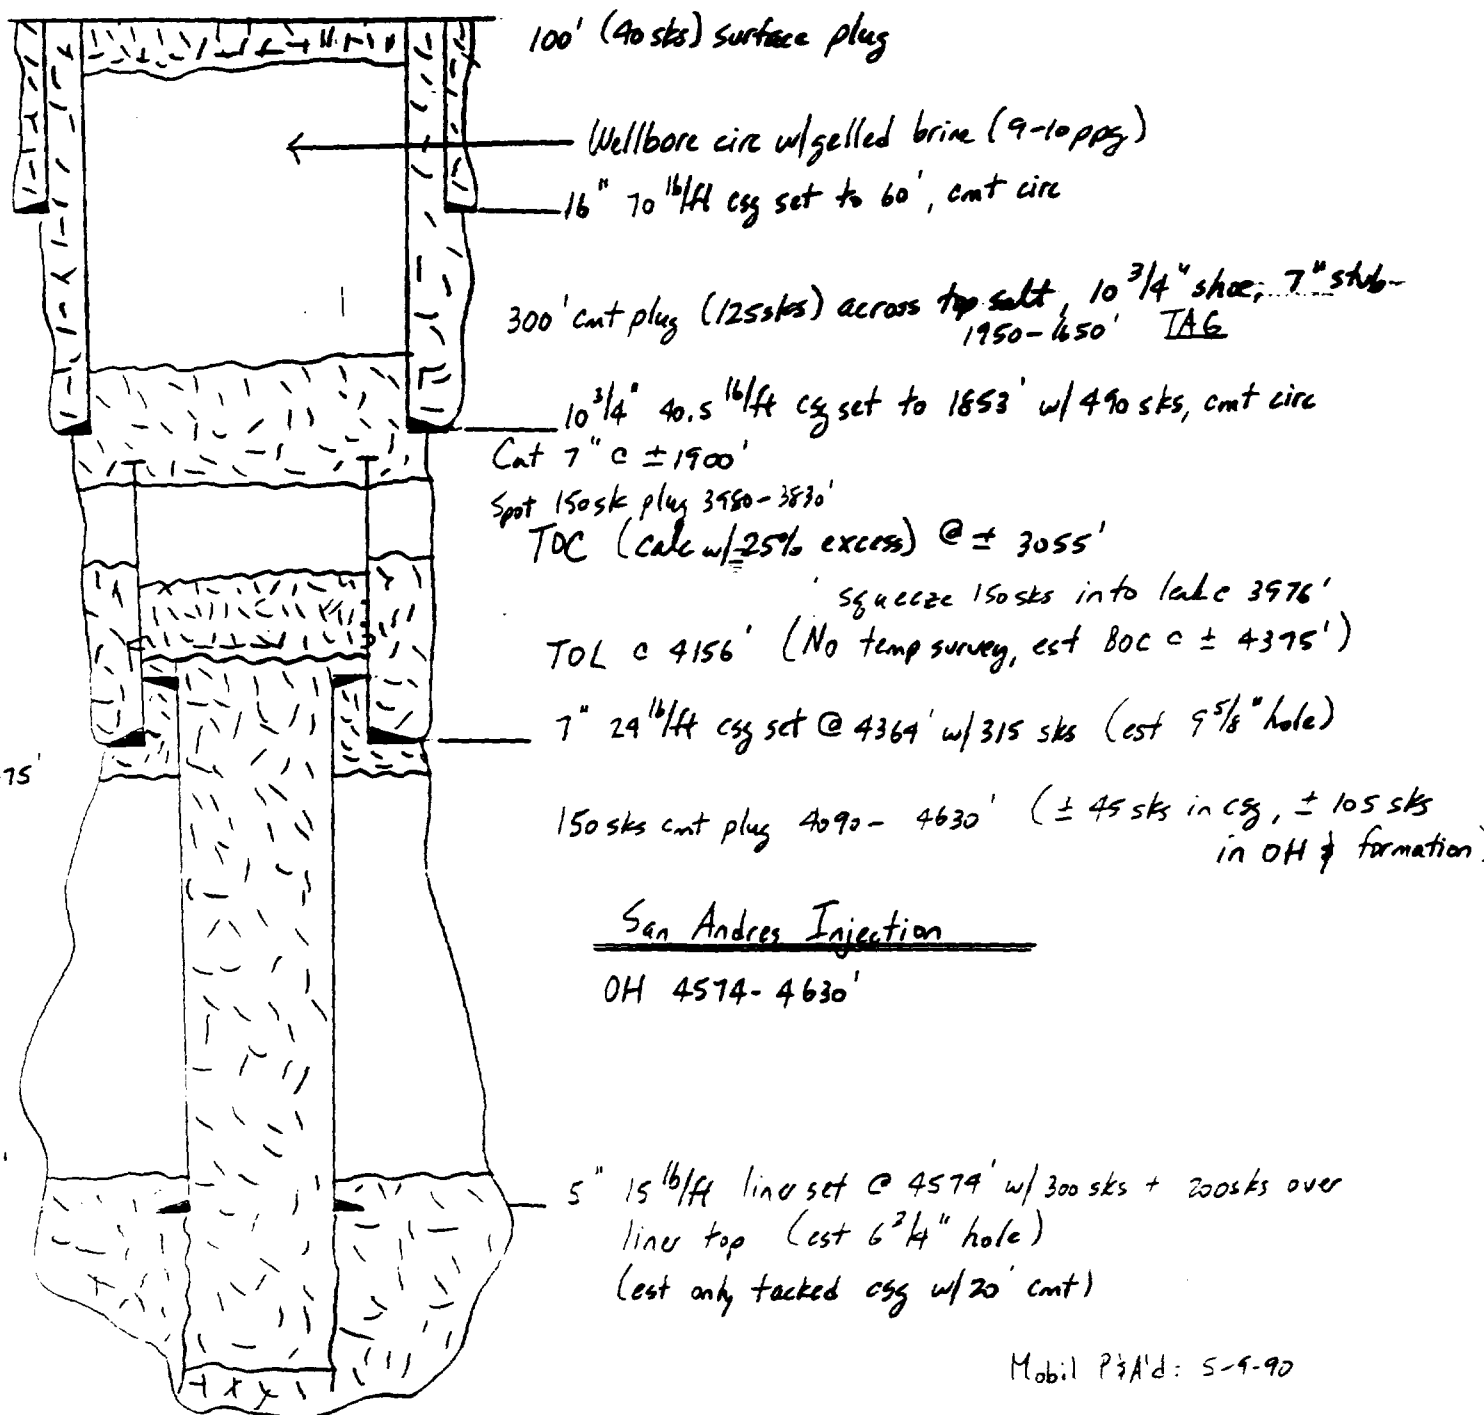 100' (40 sks) surface plug
Wellbore circ w/gelled brine (9-10 ppg)
16" 70 lb/ft csg set to 60', cmt circ
300' cmt plug (125sks) across top salt, 10 3/4" shoe, 7" stub-
1950-1650' TAG
10 3/4" 40.5 lb/ft csg set to 1853' w/ 490 sks, cmt circ
Cut 7" @ ±1900'
Spot 150sk plug 3980-3830'
TOC (calc w/25% excess) @ ± 3055'
squeeze 150sks into leak @ 3976'
TOL @ 4156' (No temp survey, est BOC @ ± 4375')
7" 24 lb/ft csg set @ 4364' w/ 315 sks (est 9 5/8" hole)
75'
150 sks cmt plug 4090- 4630' (± 45 sks in csg, ± 105 sks
in OH & formation)
San Andres Injection
OH 4574- 4630'
5" 15 lb/ft liner set @ 4574' w/ 300 sks + 200sks over
liner top (est 6 3/4" hole)
(est only tacked csg w/20' cmt)
Mobil P&A'd: 5-9-90